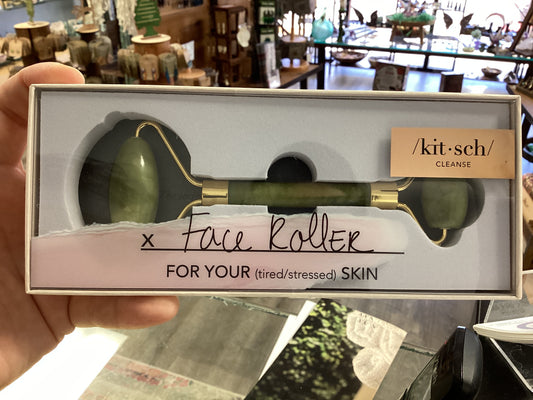 /kit·sch/
CLEANSE
x Face Roller
FOR YOUR (tired/stressed) SKIN